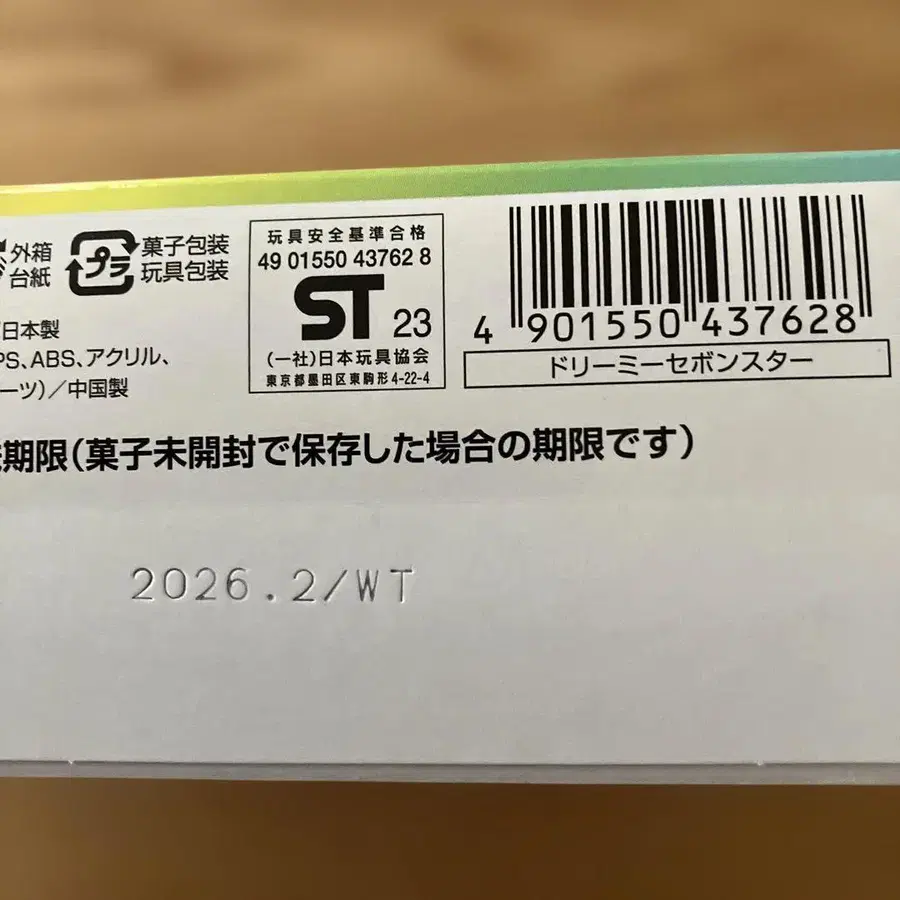 外箱
台紙
プラ
菓子包装
玩具包装
日本製
PS、ABS、アクリル、
ーツ)／中国製
玩具安全基準合格
49 01550 43762 8
ST 23
(一社)日本玩具協会
東京都墨田区東駒形4-22-4
4 901550 437628
ドリーミーセボンスター
期限(菓子未開封で保存した場合の期限です)
2026.2/WT